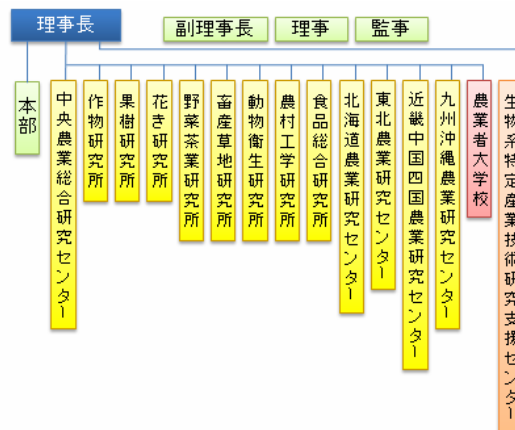 理事長
副理事長
理事
監事
本部
中央農業総合研究センター
作物研究所
果樹研究所
花き研究所
野菜茶業研究所
畜産草地研究所
動物衛生研究所
農村工学研究所
食品総合研究所
北海道農業研究センター
東北農業研究センター
近畿中国四国農業研究センター
九州沖縄農業研究センター
農業者大学校
生物系特定産業技術研究支援センター